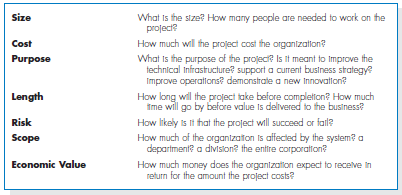 Size What is the size? How many people are needed to work on the
project?
Cost How much will the project cost the organization?
Purpose What is the purpose of the project? Is it meant to improve the
technical infrastructure? support a current business strategy?
improve operations? demonstrate a new innovation?
Length How long will the project take before completion? How much
time will go by before value is delivered to the business?
Risk How likely is it that the project will succeed or fail?
Scope How much of the organization is affected by the system? a
department? a division? the entire corporation?
Economic Value How much money does the organization expect to receive in
return for the amount the project costs?